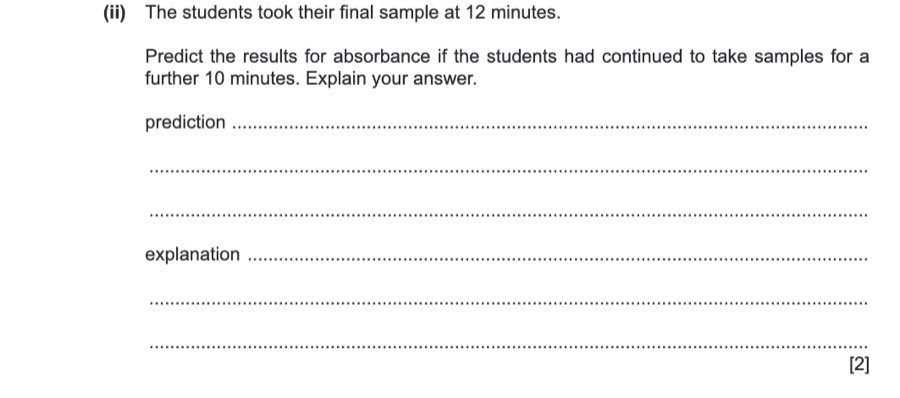 (ii) The students took their final sample at 12 minutes.
Predict the results for absorbance if the students had continued to take samples for a
further 10 minutes. Explain your answer.
prediction ................................................................................
................................................................................
................................................................................
explanation ................................................................................
................................................................................
................................................................................
[2]